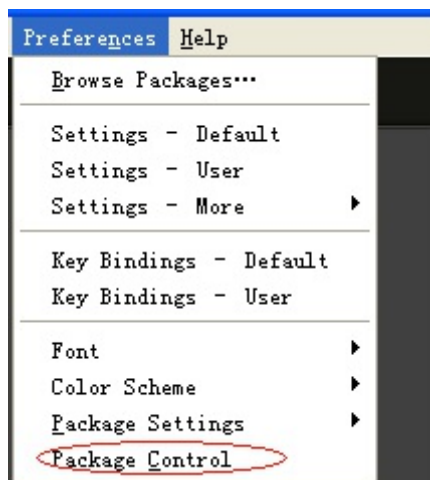 Preferences Help
Browse Packages...
Settings - Default
Settings - User
Settings - More
Key Bindings - Default
Key Bindings - User
Font
Color Scheme
Package Settings
Package Control